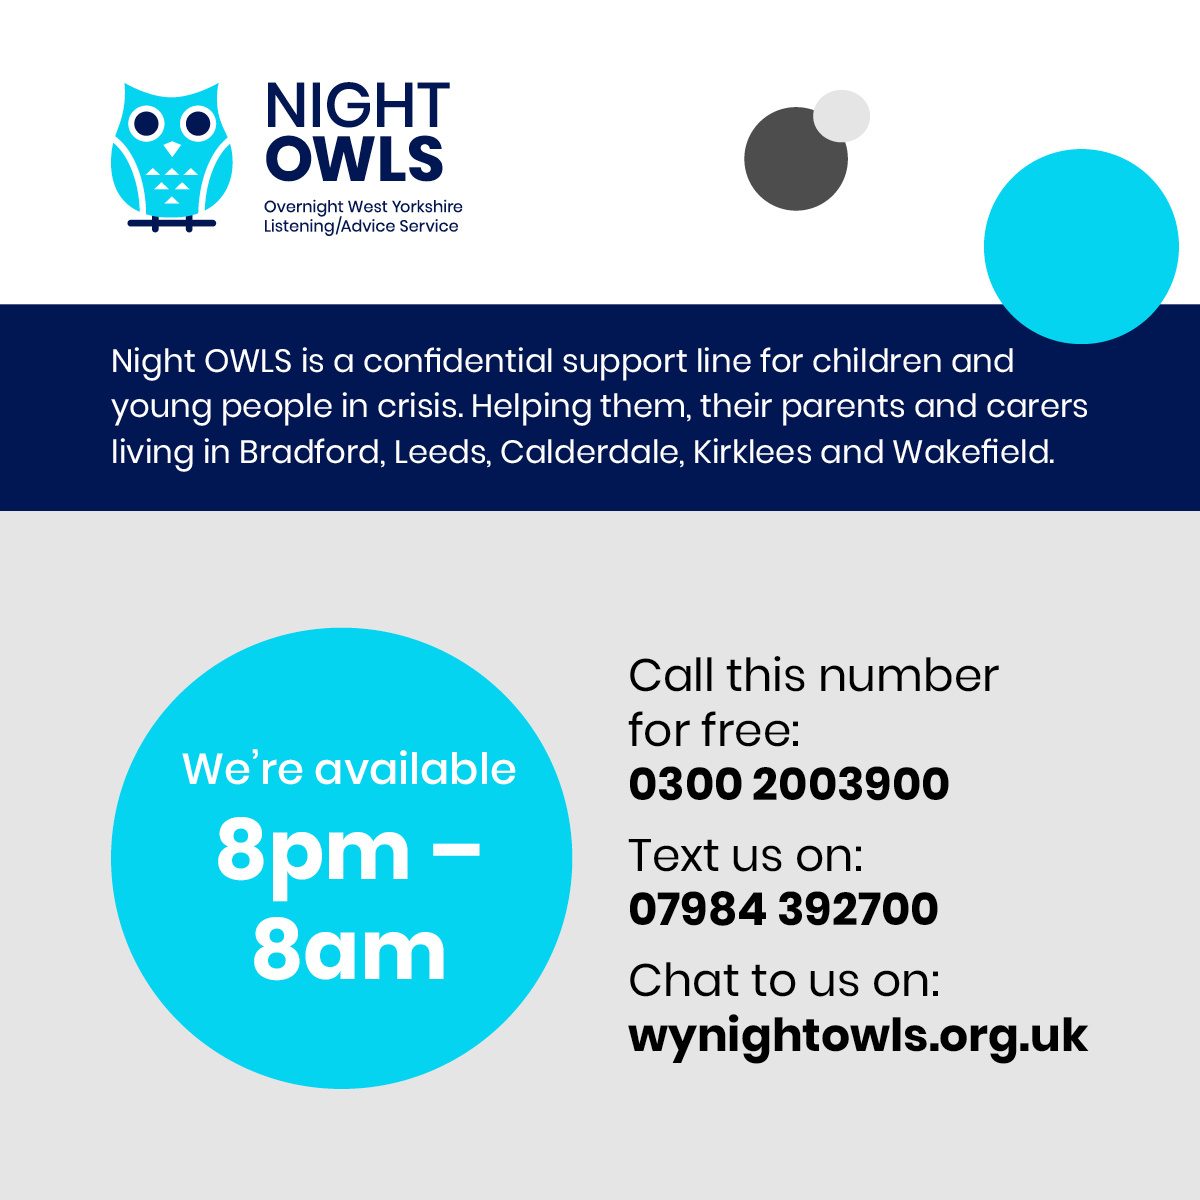 NIGHT
OWLS
Overnight West Yorkshire
Listening/Advice Service
Night OWLS is a confidential support line for children and
young people in crisis. Helping them, their parents and carers
living in Bradford, Leeds, Calderdale, Kirklees and Wakefield.
We’re available
8pm –
8am
Call this number
for free:
0300 2003900
Text us on:
07984 392700
Chat to us on:
wynightowls.org.uk